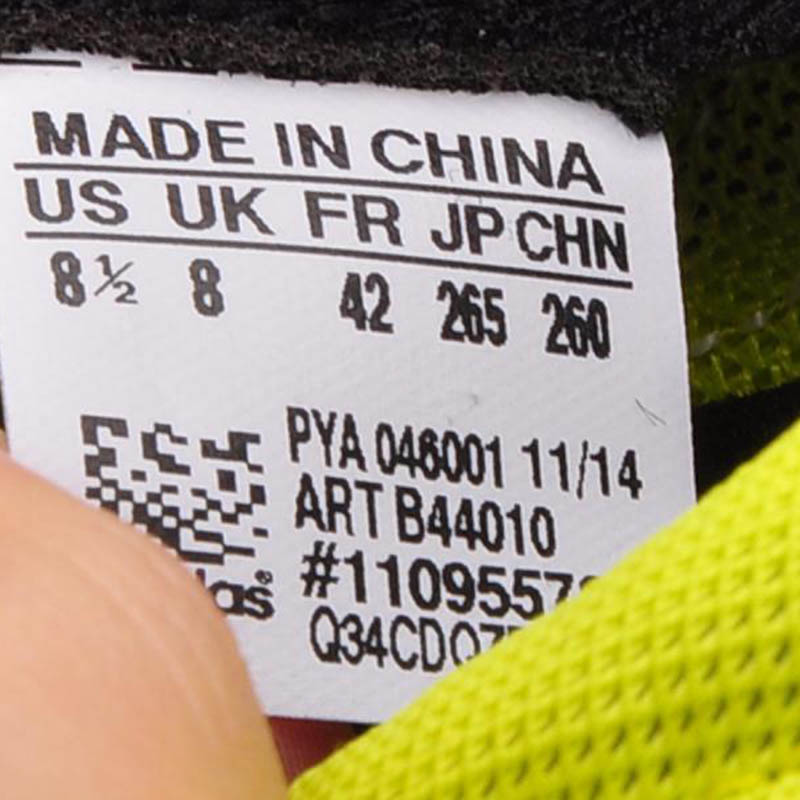 MADE IN CHINA
US UK FR JP CHN
8½ 8 42 265 260
PYA 046001 11/14
ART B44010